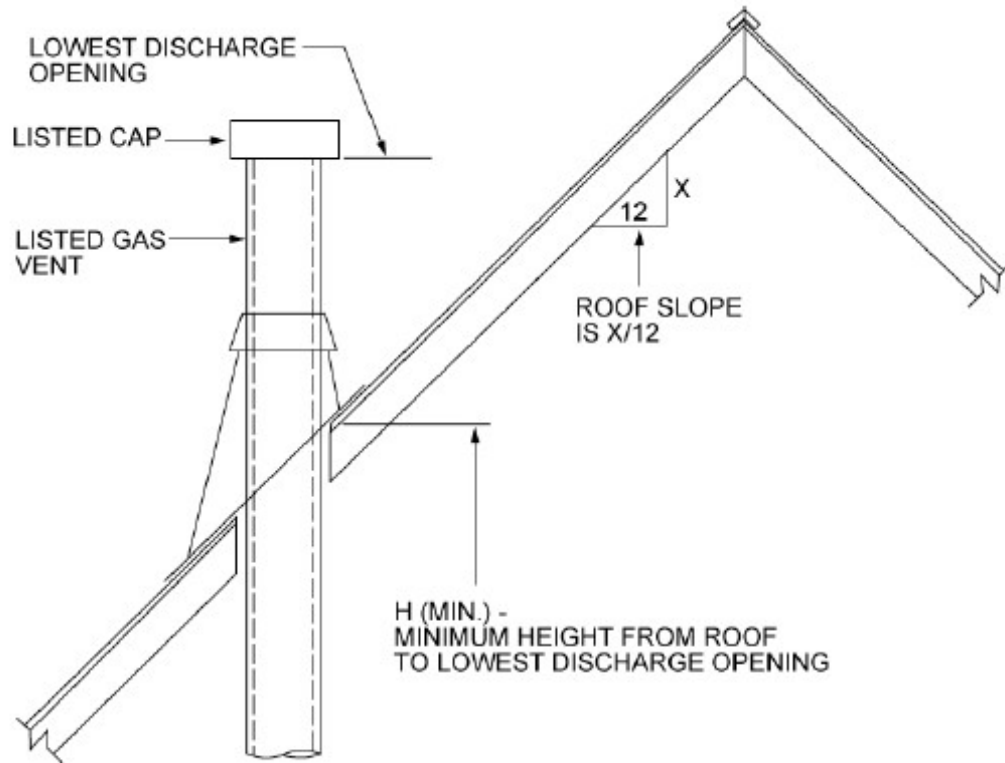 LOWEST DISCHARGE
OPENING
LISTED CAP
LISTED GAS
VENT
X
12
ROOF SLOPE
IS X/12
H (MIN.) -
MINIMUM HEIGHT FROM ROOF
TO LOWEST DISCHARGE OPENING